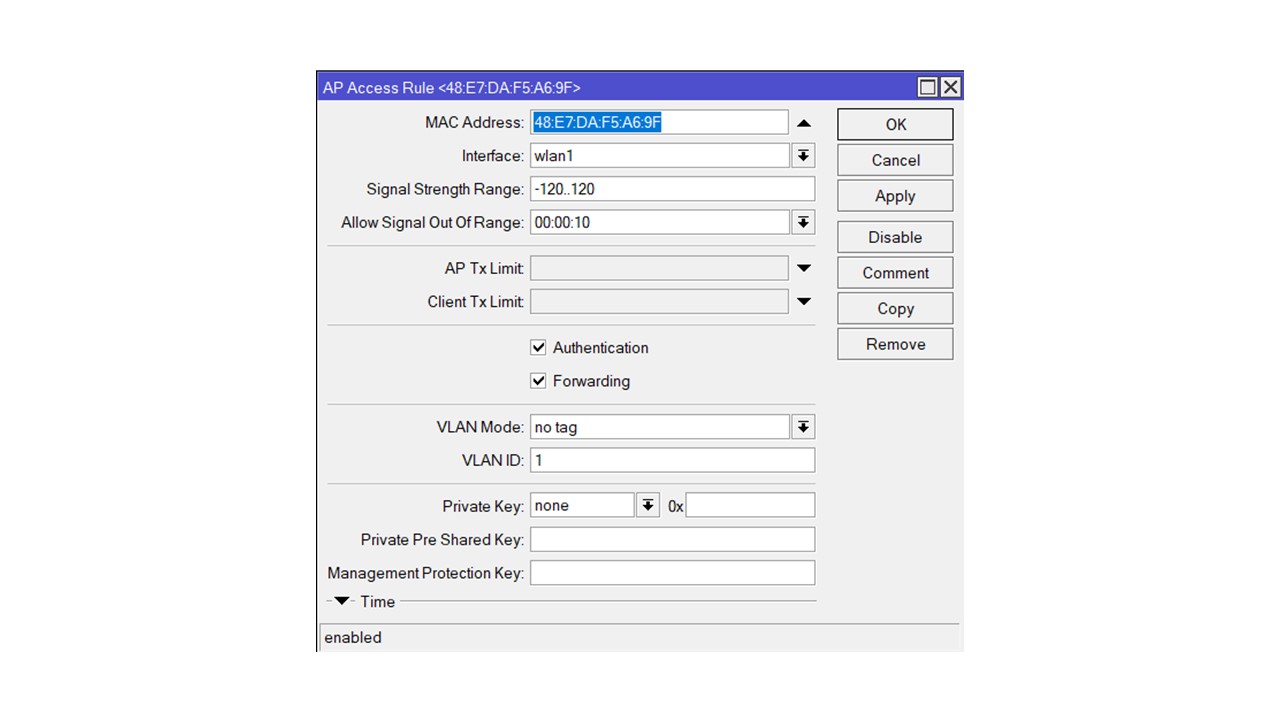 AP Access Rule <48:E7:DA:F5:A6:9F>
MAC Address: 48:E7:DA:F5:A6:9F
OK
Interface: wlan1
Cancel
Signal Strength Range: -120..120
Apply
Allow Signal Out Of Range: 00:00:10
Disable
AP Tx Limit:
Comment
Client Tx Limit:
Copy
Authentication
Remove
Forwarding
VLAN Mode: no tag
VLAN ID: 1
Private Key: none 0x
Private Pre Shared Key:
Management Protection Key:
Time
enabled